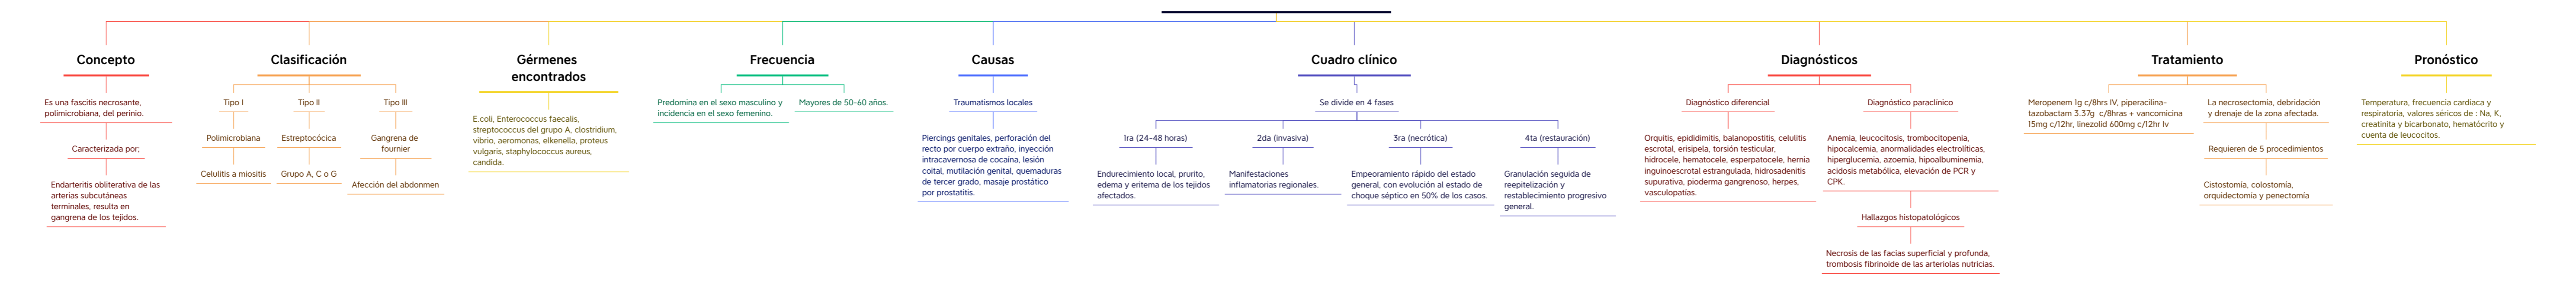 Concepto
Es una fascitis necrosante,
polimicrobiana, del perinio.
Caracterizada por;
Endarteritis obliterativa de las
arterias subcutáneas
terminales, resulta en
gangrena de los tejidos.
Clasificación
Tipo I
Polimicrobiana
Celulitis a miositis
Tipo II
Estreptocócica
Grupo A, C o G
Tipo III
Gangrena de
fournier
Afección del abdonmen
Gérmenes
encontrados
E.coli, Enterococcus faecalis,
streptococcus del grupo A, clostridium,
vibrio, aeromonas, elkenella, proteus
vulgaris, staphylococcus aureus,
candida.
Frecuencia
Predomina en el sexo masculino y
incidencia en el sexo femenino.
Mayores de 50-60 años.
Causas
Traumatismos locales
Piercings genitales, perforación del
recto por cuerpo extraño, inyección
intracavernosa de cocaína, lesión
coital, mutilación genital, quemaduras
de tercer grado, masaje prostático
por prostatitis.
Cuadro clínico
Se divide en 4 fases
1ra (24-48 horas)
Endurecimiento local, prurito,
edema y eritema de los tejidos
afectados.
2da (invasiva)
Manifestaciones
inflamatorias regionales.
3ra (necrótica)
Empeoramiento rápido del estado
general, con evolución al estado de
choque séptico en 50% de los casos.
4ta (restauración)
Granulación seguida de
reepitelización y
restablecimiento progresivo
general.
Diagnósticos
Diagnóstico diferencial
Orquitis, epididimitis, balanopostitis, celulitis
escrotal, erisipela, torsión testicular,
hidrocele, hematocele, esperpatocele, hernia
inguinoescrotal estrangulada, hidrosadenitis
supurativa, pioderma gangrenoso, herpes,
vasculopatías.
Diagnóstico paraclínico
Anemia, leucocitosis, trombocitopenia,
hipocalcemia, anormalidades electrolíticas,
hiperglucemia, azoemia, hipoalbuminemia,
acidosis metabólica, elevación de PCR y
CPK.
Hallazgos histopatológicos
Necrosis de las facias superficial y profunda,
trombosis fibrinoide de las arteriolas nutricias.
Tratamiento
Meropenem 1g c/8hrs IV, piperacilina-
tazobactam 3.37g c/8hras + vancomicina
15mg c/12hr, linezolid 600mg c/12hr Iv
La necrosectomía, debridación
y drenaje de la zona afectada.
Requieren de 5 procedimientos
Cistostomía, colostomía,
orquidectomía y penectomía
Pronóstico
Temperatura, frecuencia cardíaca y
respiratoria, valores séricos de : Na, K,
creatinita y bicarbonato, hematócrito y
cuenta de leucocitos.